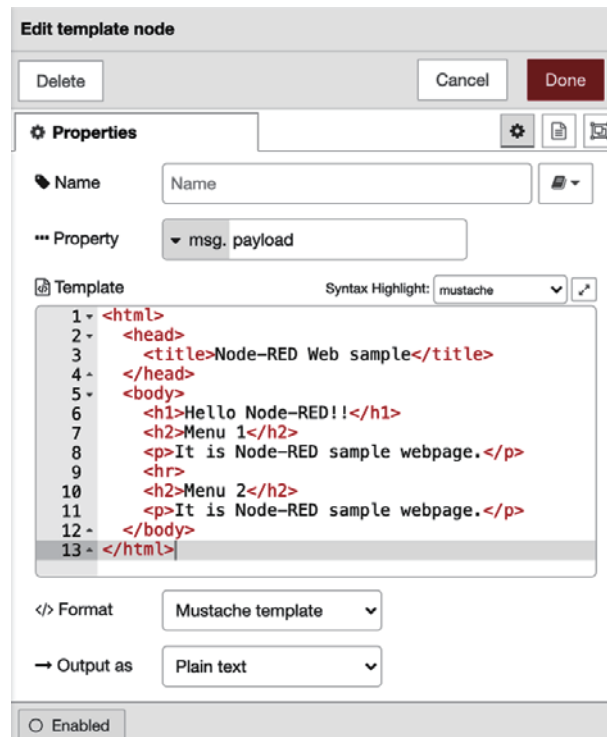 Edit template node
Delete Cancel Done
Properties
Name Name
Property msg. payload
Template Syntax Highlight: mustache
1 <html>
2 <head>
3 <title>Node-RED Web sample</title>
4 </head>
5 <body>
6 <h1>Hello Node-RED!!</h1>
7 <h2>Menu 1</h2>
8 <p>It is Node-RED sample webpage.</p>
9 <hr>
10 <h2>Menu 2</h2>
11 <p>It is Node-RED sample webpage.</p>
12 </body>
13 </html>
</> Format Mustache template
Output as Plain text
Enabled